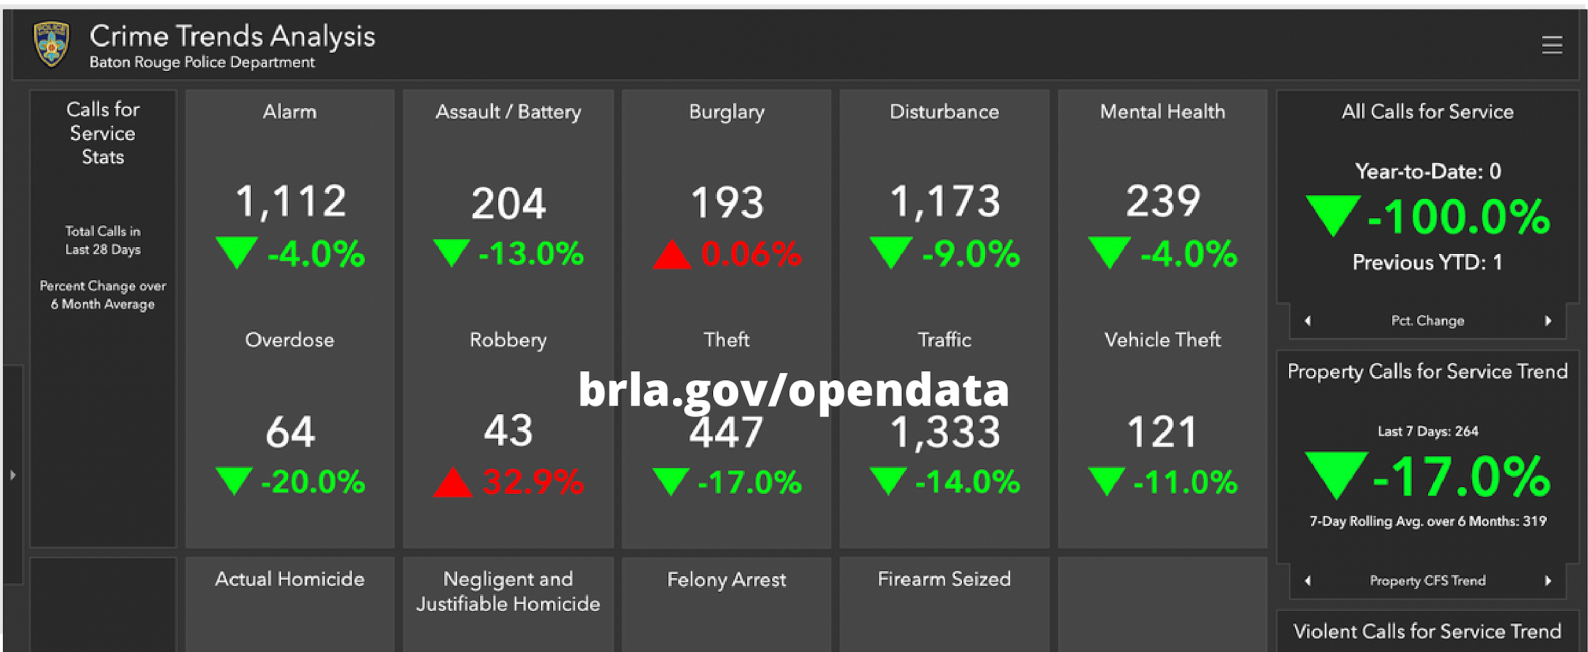 POLICE
Crime Trends Analysis
Baton Rouge Police Department
Calls for
Service
Stats
Total Calls in
Last 28 Days
Percent Change over
6 Month Average
Alarm
1,112
-4.0%
Assault / Battery
204
-13.0%
Burglary
193
0.06%
Disturbance
1,173
-9.0%
Mental Health
239
-4.0%
Overdose
64
-20.0%
Robbery
43
32.9%
Theft
447
-17.0%
Traffic
1,333
-14.0%
Vehicle Theft
121
-11.0%
brla.gov/opendata
Actual Homicide
Negligent and
Justifiable Homicide
Felony Arrest
Firearm Seized
All Calls for Service
Year-to-Date: 0
-100.0%
Previous YTD: 1
Pct. Change
Property Calls for Service Trend
Last 7 Days: 264
-17.0%
7-Day Rolling Avg. over 6 Months: 319
Property CFS Trend
Violent Calls for Service Trend